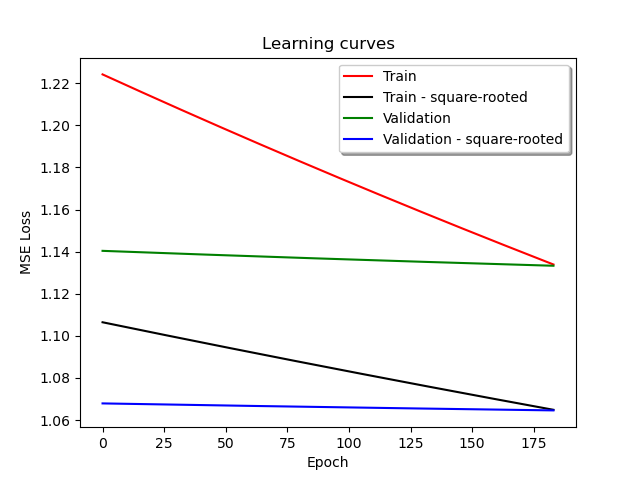 Learning curves
Train
Train - square-rooted
Validation
Validation - square-rooted
MSE Loss
1.22
1.20
1.18
1.16
1.14
1.12
1.10
1.08
1.06
0 25 50 75 100 125 150 175
Epoch